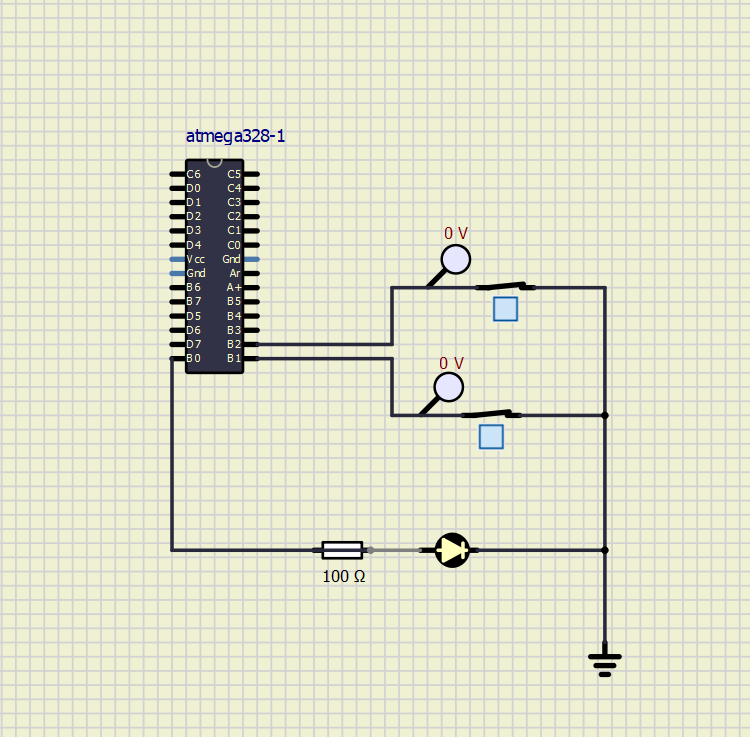 atmega328-1
C6 C5
D0 C4
D1 C3
D2 C2
D3 C1
D4 C0
Vcc Gnd
Gnd Ar
B6 A+
B7 B5
D5 B4
D6 B3
D7 B2
B0 B1
0 V
0 V
100 Ω